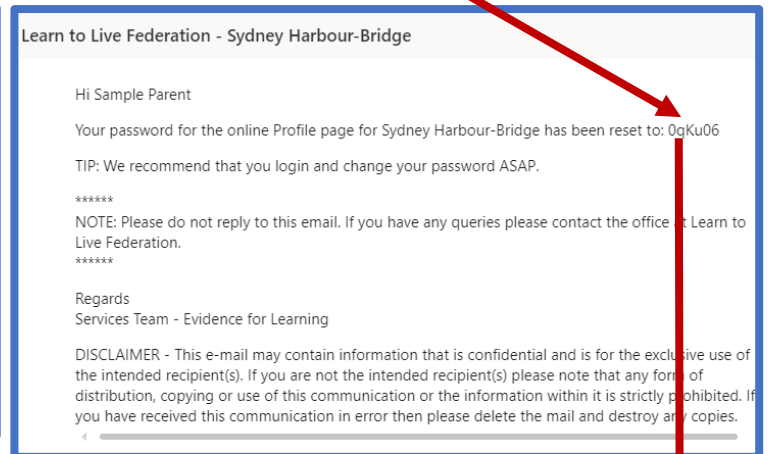 Learn to Live Federation - Sydney Harbour-Bridge
Hi Sample Parent
Your password for the online Profile page for Sydney Harbour-Bridge has been reset to: 0qKu06
TIP: We recommend that you login and change your password ASAP.
******
NOTE: Please do not reply to this email. If you have any queries please contact the office at Learn to
Live Federation.
******
Regards
Services Team - Evidence for Learning
DISCLAIMER - This e-mail may contain information that is confidential and is for the exclusive use of
the intended recipient(s). If you are not the intended recipient(s) please note that any form of
distribution, copying or use of this communication or the information within it is strictly prohibited. If
you have received this communication in error then please delete the mail and destroy any copies.